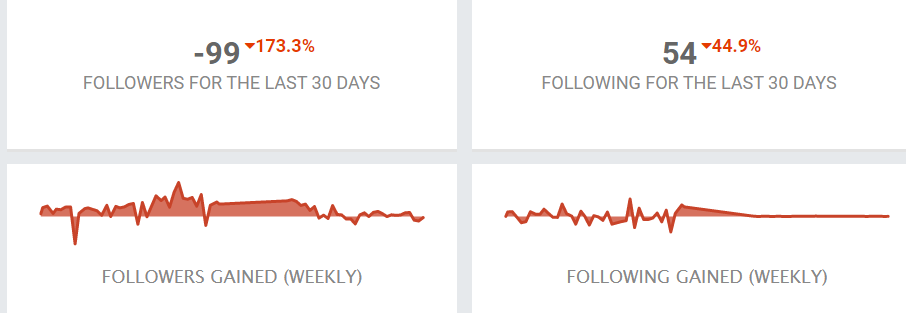 -99 173.3%
FOLLOWERS FOR THE LAST 30 DAYS
54 44.9%
FOLLOWING FOR THE LAST 30 DAYS
FOLLOWERS GAINED (WEEKLY)
FOLLOWING GAINED (WEEKLY)